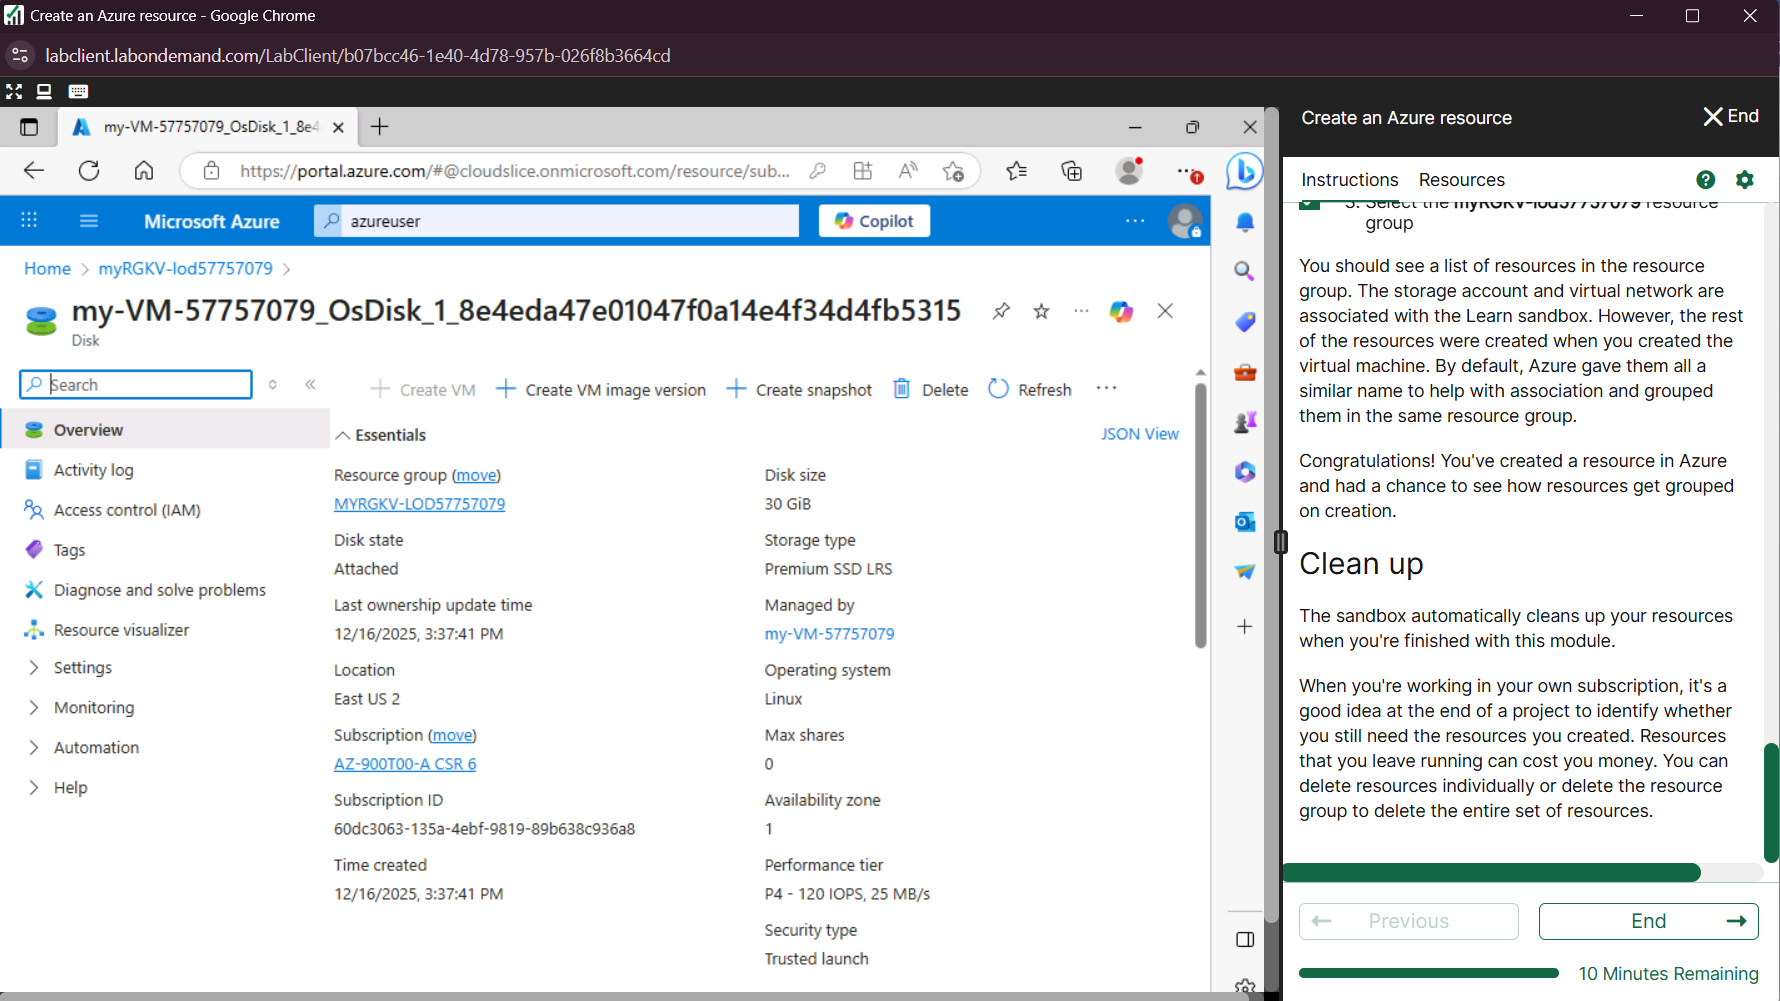 Create an Azure resource - Google Chrome
labclient.labondemand.com/LabClient/b07bcc46-1e40-4d78-957b-026f8b3664cd
my-VM-57757079_OsDisk_1_8e4
https://portal.azure.com/#@cloudslice.onmicrosoft.com/resource/sub...
Microsoft Azure
azureuser
Copilot
Home > myRGKV-lod57757079 >
my-VM-57757079_OsDisk_1_8e4eda47e01047f0a14e4f34d4fb5315
Disk
Search
Create VM
Create VM image version
Create snapshot
Delete
Refresh
Overview
Activity log
Access control (IAM)
Tags
Diagnose and solve problems
Resource visualizer
Settings
Monitoring
Automation
Help
Essentials
JSON View
Resource group (move)
MYRGKV-LOD57757079
Disk state
Attached
Last ownership update time
12/16/2025, 3:37:41 PM
Location
East US 2
Subscription (move)
AZ-900T00-A CSR 6
Subscription ID
60dc3063-135a-4ebf-9819-89b638c936a8
Time created
12/16/2025, 3:37:41 PM
Disk size
30 GiB
Storage type
Premium SSD LRS
Managed by
my-VM-57757079
Operating system
Linux
Max shares
0
Availability zone
1
Performance tier
P4 - 120 IOPS, 25 MB/s
Security type
Trusted launch
Create an Azure resource
End
Instructions
Resources
3. Select the myRGKV-lod57757079 resource
group
You should see a list of resources in the resource
group. The storage account and virtual network are
associated with the Learn sandbox. However, the rest
of the resources were created when you created the
virtual machine. By default, Azure gave them all a
similar name to help with association and grouped
them in the same resource group.
Congratulations! You've created a resource in Azure
and had a chance to see how resources get grouped
on creation.
Clean up
The sandbox automatically cleans up your resources
when you're finished with this module.
When you're working in your own subscription, it's a
good idea at the end of a project to identify whether
you still need the resources you created. Resources
that you leave running can cost you money. You can
delete resources individually or delete the resource
group to delete the entire set of resources.
Previous
End
10 Minutes Remaining